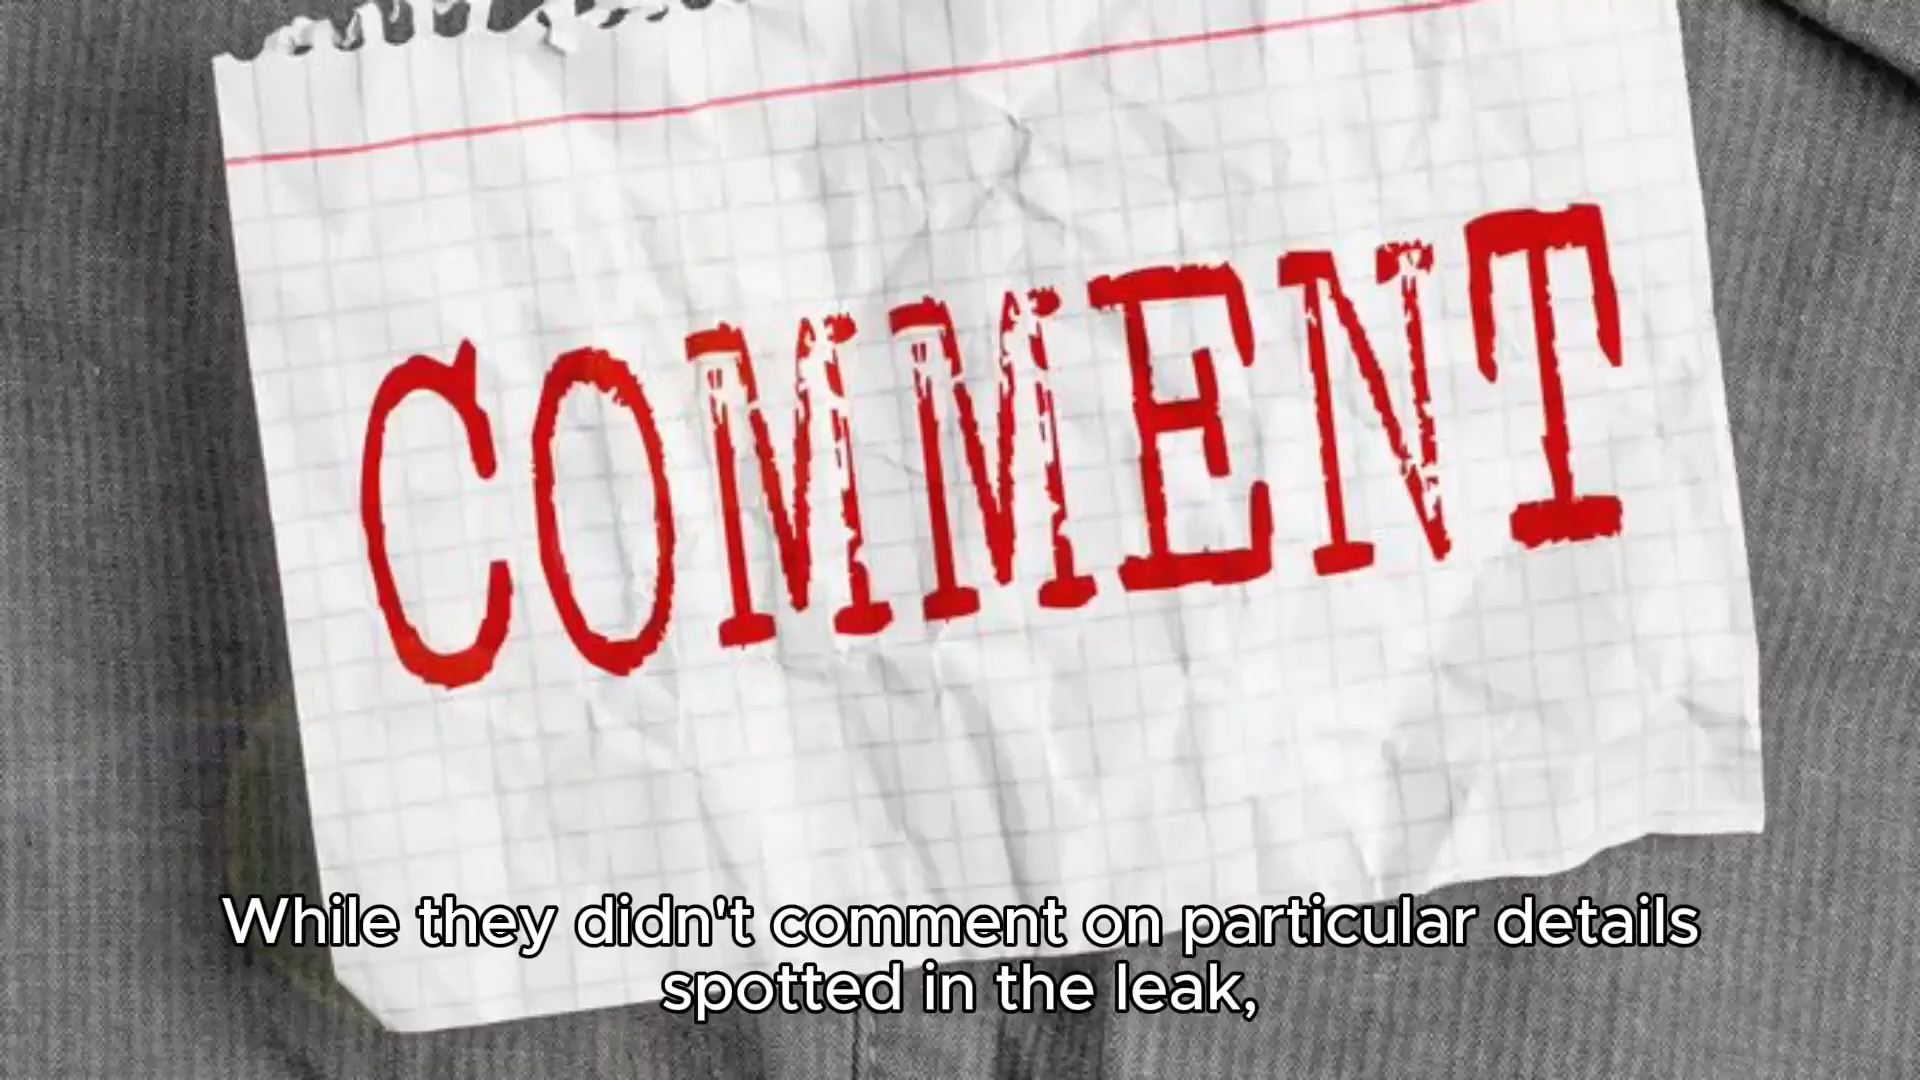 COMMENT
While they didn't comment on particular details
spotted in the leak,